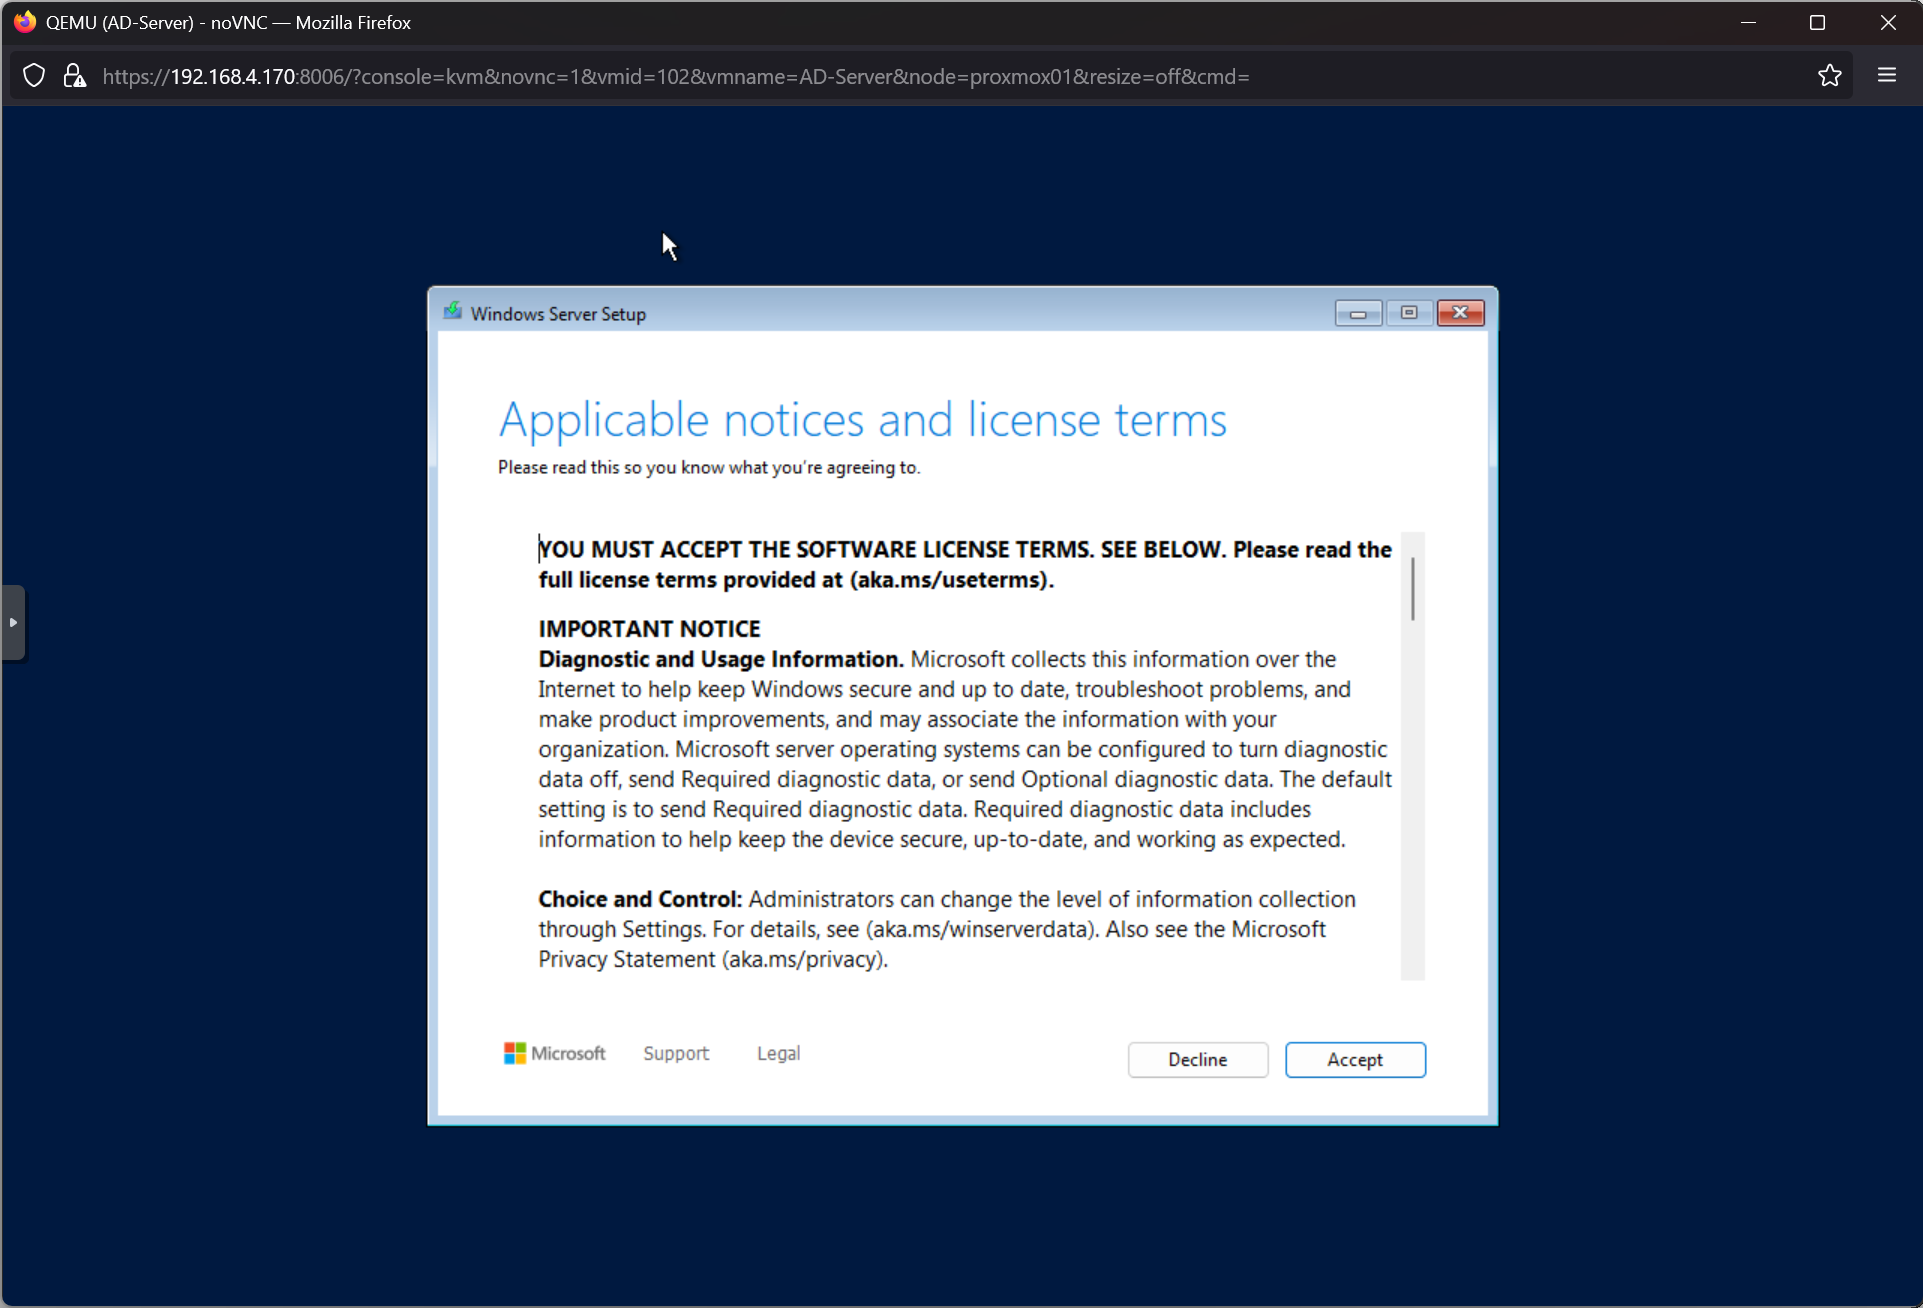 QEMU (AD-Server) - noVNC — Mozilla Firefox
https://192.168.4.170:8006/?console=kvm&novnc=1&vmid=102&vmname=AD-Server&node=proxmox01&resize=off&cmd=
Windows Server Setup
Applicable notices and license terms
Please read this so you know what you're agreeing to.
YOU MUST ACCEPT THE SOFTWARE LICENSE TERMS. SEE BELOW. Please read the
full license terms provided at (aka.ms/useterms).
IMPORTANT NOTICE
Diagnostic and Usage Information. Microsoft collects this information over the
Internet to help keep Windows secure and up to date, troubleshoot problems, and
make product improvements, and may associate the information with your
organization. Microsoft server operating systems can be configured to turn diagnostic
data off, send Required diagnostic data, or send Optional diagnostic data. The default
setting is to send Required diagnostic data. Required diagnostic data includes
information to help keep the device secure, up-to-date, and working as expected.
Choice and Control: Administrators can change the level of information collection
through Settings. For details, see (aka.ms/winserverdata). Also see the Microsoft
Privacy Statement (aka.ms/privacy).
Microsoft Support Legal Decline Accept